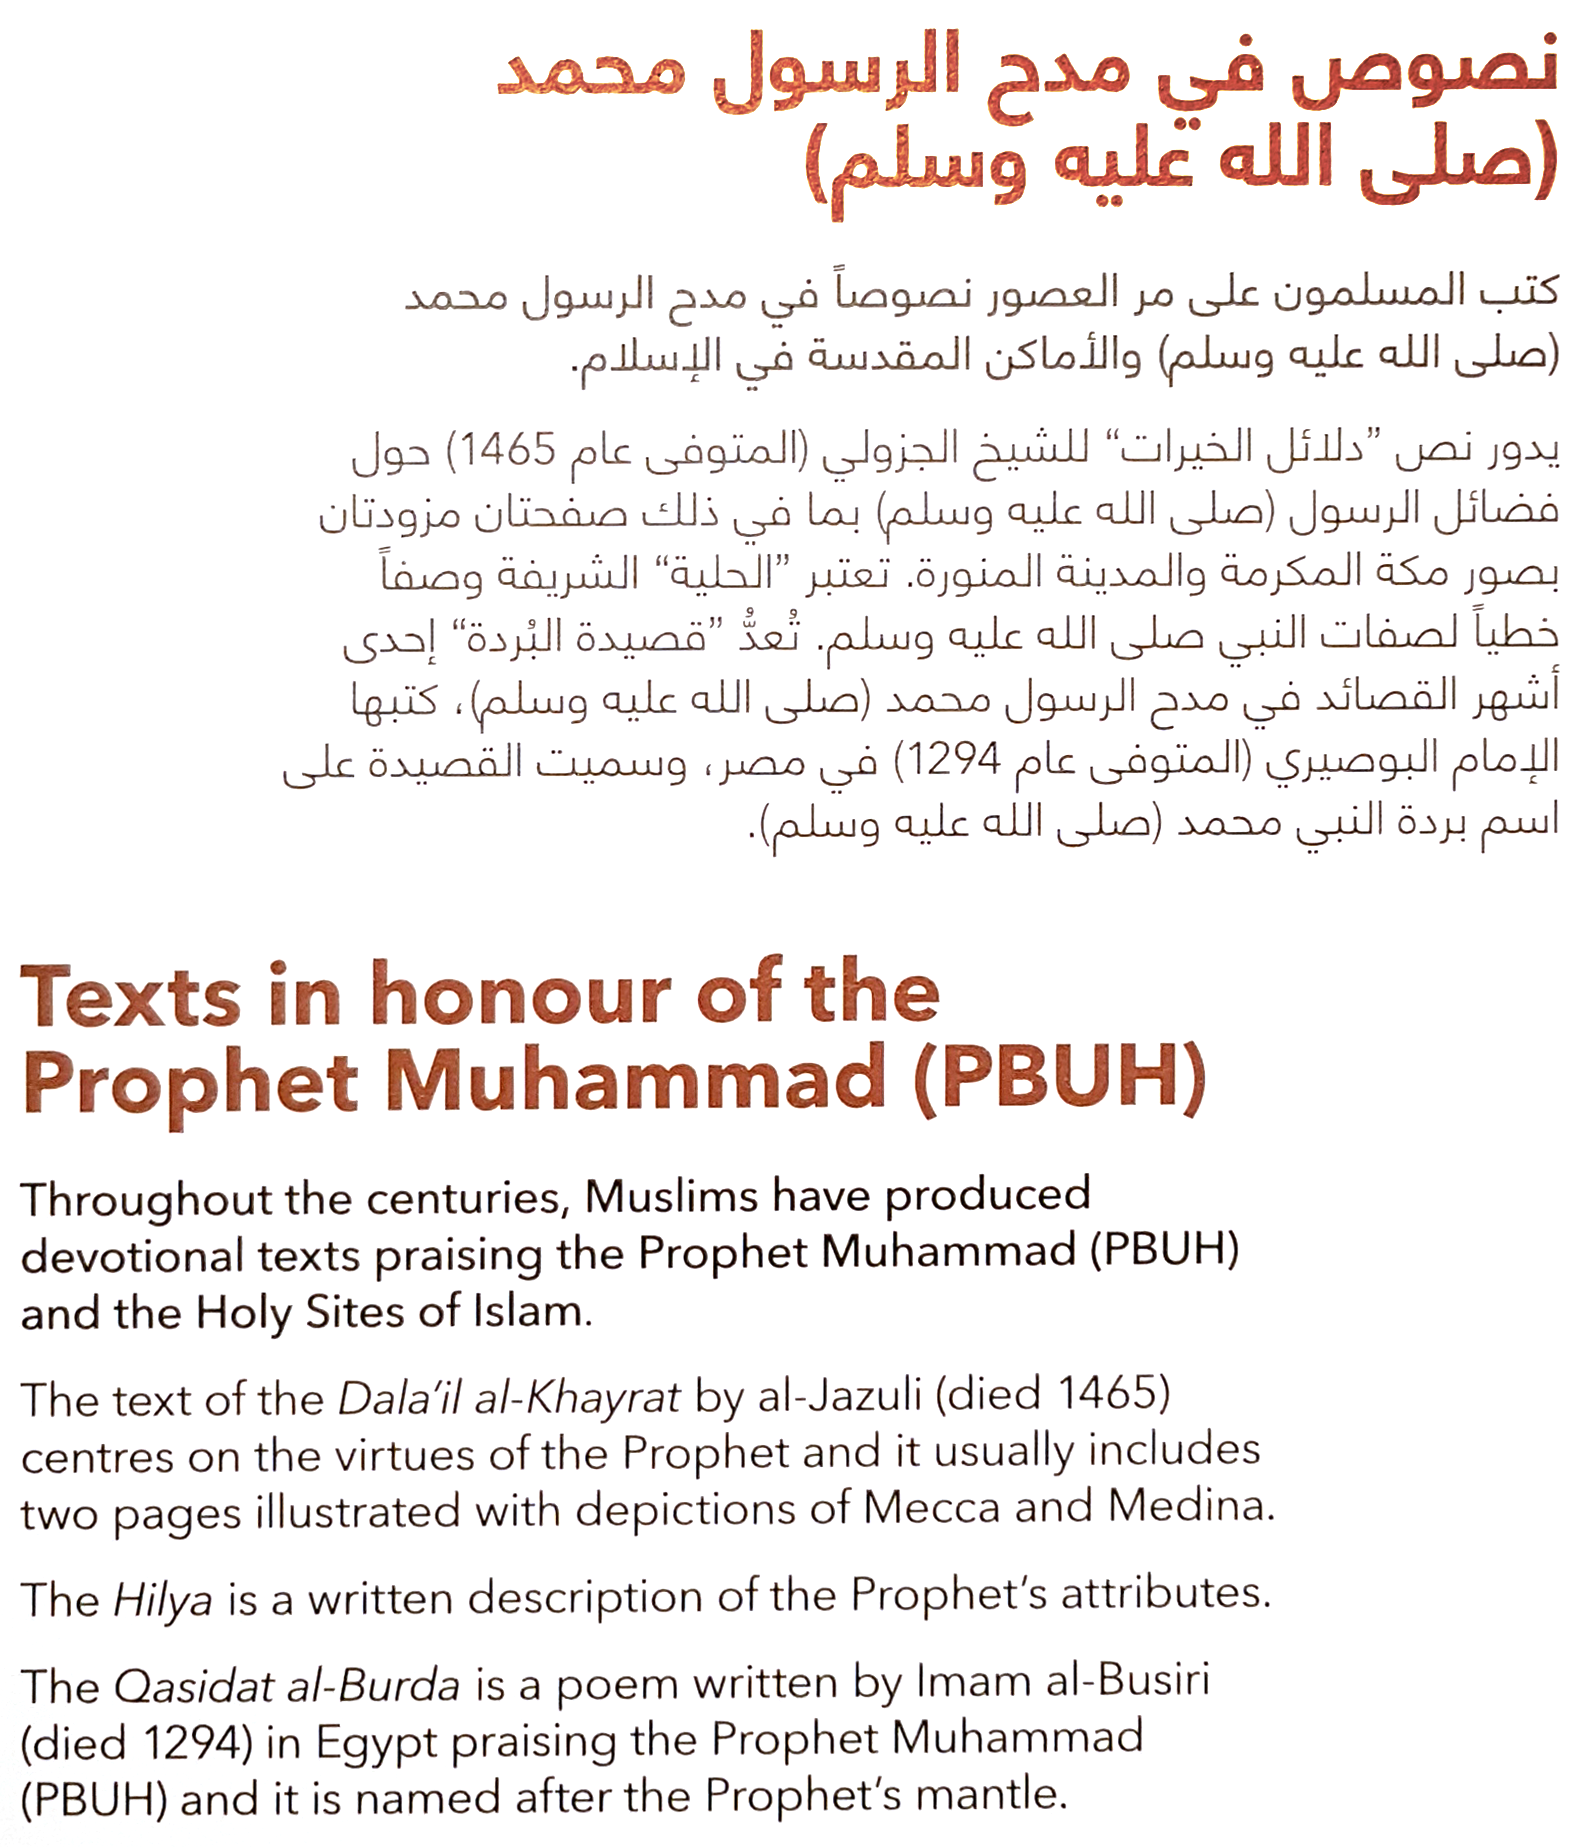 نصوص في مدح الرسول محمد
(صلى الله عليه وسلم)
كتب المسلمون على مر العصور نصوصاً في مدح الرسول محمد
(صلى الله عليه وسلم) والأماكن المقدسة في الإسلام.
يدور نص ”دلائل الخيرات“ للشيخ الجزولي (المتوفى عام 1465) حول
فضائل الرسول (صلى الله عليه وسلم) بما في ذلك صفحتان مزودتان
بصور مكة المكرمة والمدينة المنورة. تعتبر ”الحلية“ الشريفة وصفاً
خطياً لصفات النبي صلى الله عليه وسلم. تُعدُّ ”قصيدة البُردة“ إحدى
أشهر القصائد في مدح الرسول محمد (صلى الله عليه وسلم)، كتبها
الإمام البوصيري (المتوفى عام 1294) في مصر، وسميت القصيدة على
اسم بردة النبي محمد (صلى الله عليه وسلم).
Texts in honour of the
Prophet Muhammad (PBUH)
Throughout the centuries, Muslims have produced
devotional texts praising the Prophet Muhammad (PBUH)
and the Holy Sites of Islam.
The text of the Dala’il al-Khayrat by al-Jazuli (died 1465)
centres on the virtues of the Prophet and it usually includes
two pages illustrated with depictions of Mecca and Medina.
The Hilya is a written description of the Prophet’s attributes.
The Qasidat al-Burda is a poem written by Imam al-Busiri
(died 1294) in Egypt praising the Prophet Muhammad
(PBUH) and it is named after the Prophet’s mantle.